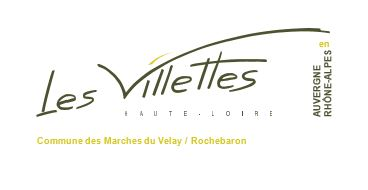 Les Villettes
HAUTE-LOIRE
en
AUVERGNE
RHÔNE-ALPES
Commune des Marches du Velay / Rochebaron